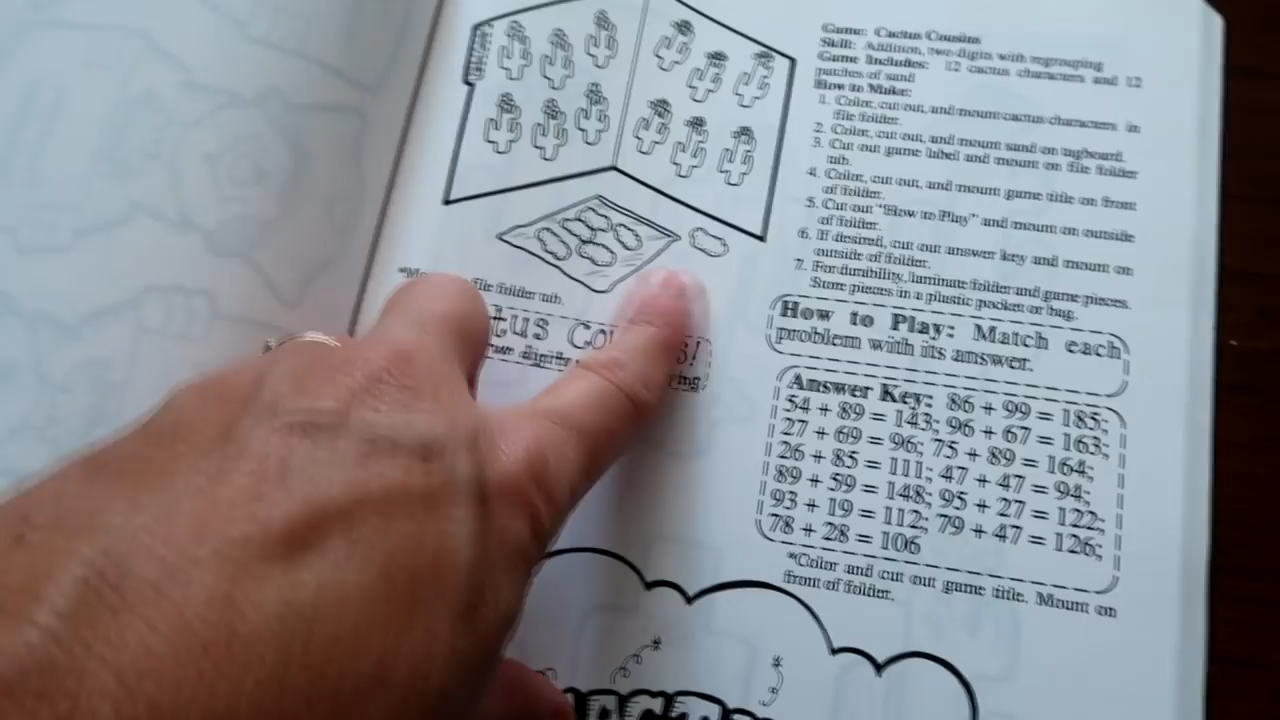 Game: Cactus Cousins
Skill: Addition, two digits with regrouping
Game Includes: 12 cactus characters and 12
patches of sand
How to Make:
1. Color, cut out, and mount cactus characters in
file folder.
2. Color, cut out, and mount sand on tagboard.
3. Cut out game label and mount on file folder
tab.
4. Color, cut out, and mount game title on front
of folder.
5. Cut out "How to Play" and mount on outside
of folder.
6. If desired, cut out answer key and mount on
outside of folder.
7. For durability, laminate folder and game pieces.
Store pieces in a plastic pocket or bag.
file folder tab.
How to Play: Match each
problem with its answer.
Answer Key: 86 + 99 = 185;
54 + 89 = 143; 96 + 67 = 163;
27 + 69 = 96; 75 + 89 = 164;
26 + 85 = 111; 47 + 47 = 94;
89 + 59 = 148; 95 + 27 = 122;
93 + 19 = 112; 79 + 47 = 126;
78 + 28 = 106
*Color and cut out game title. Mount on
front of folder.